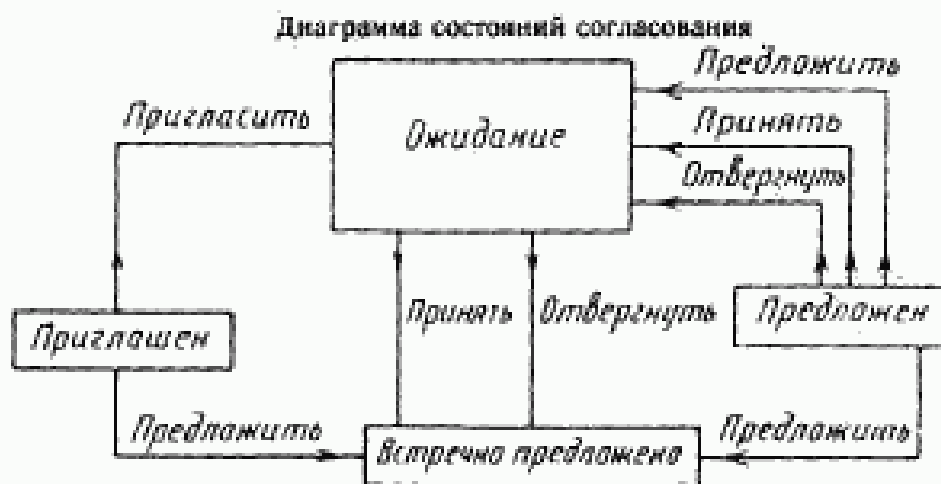 Диаграмма состояний согласования
Предложить
Пригласить
Ожидание
Принять
Отвергнуть
Приглашен
Принять
Отвергнуть
Предложен
Предложить
Встречно предложено
Предложить